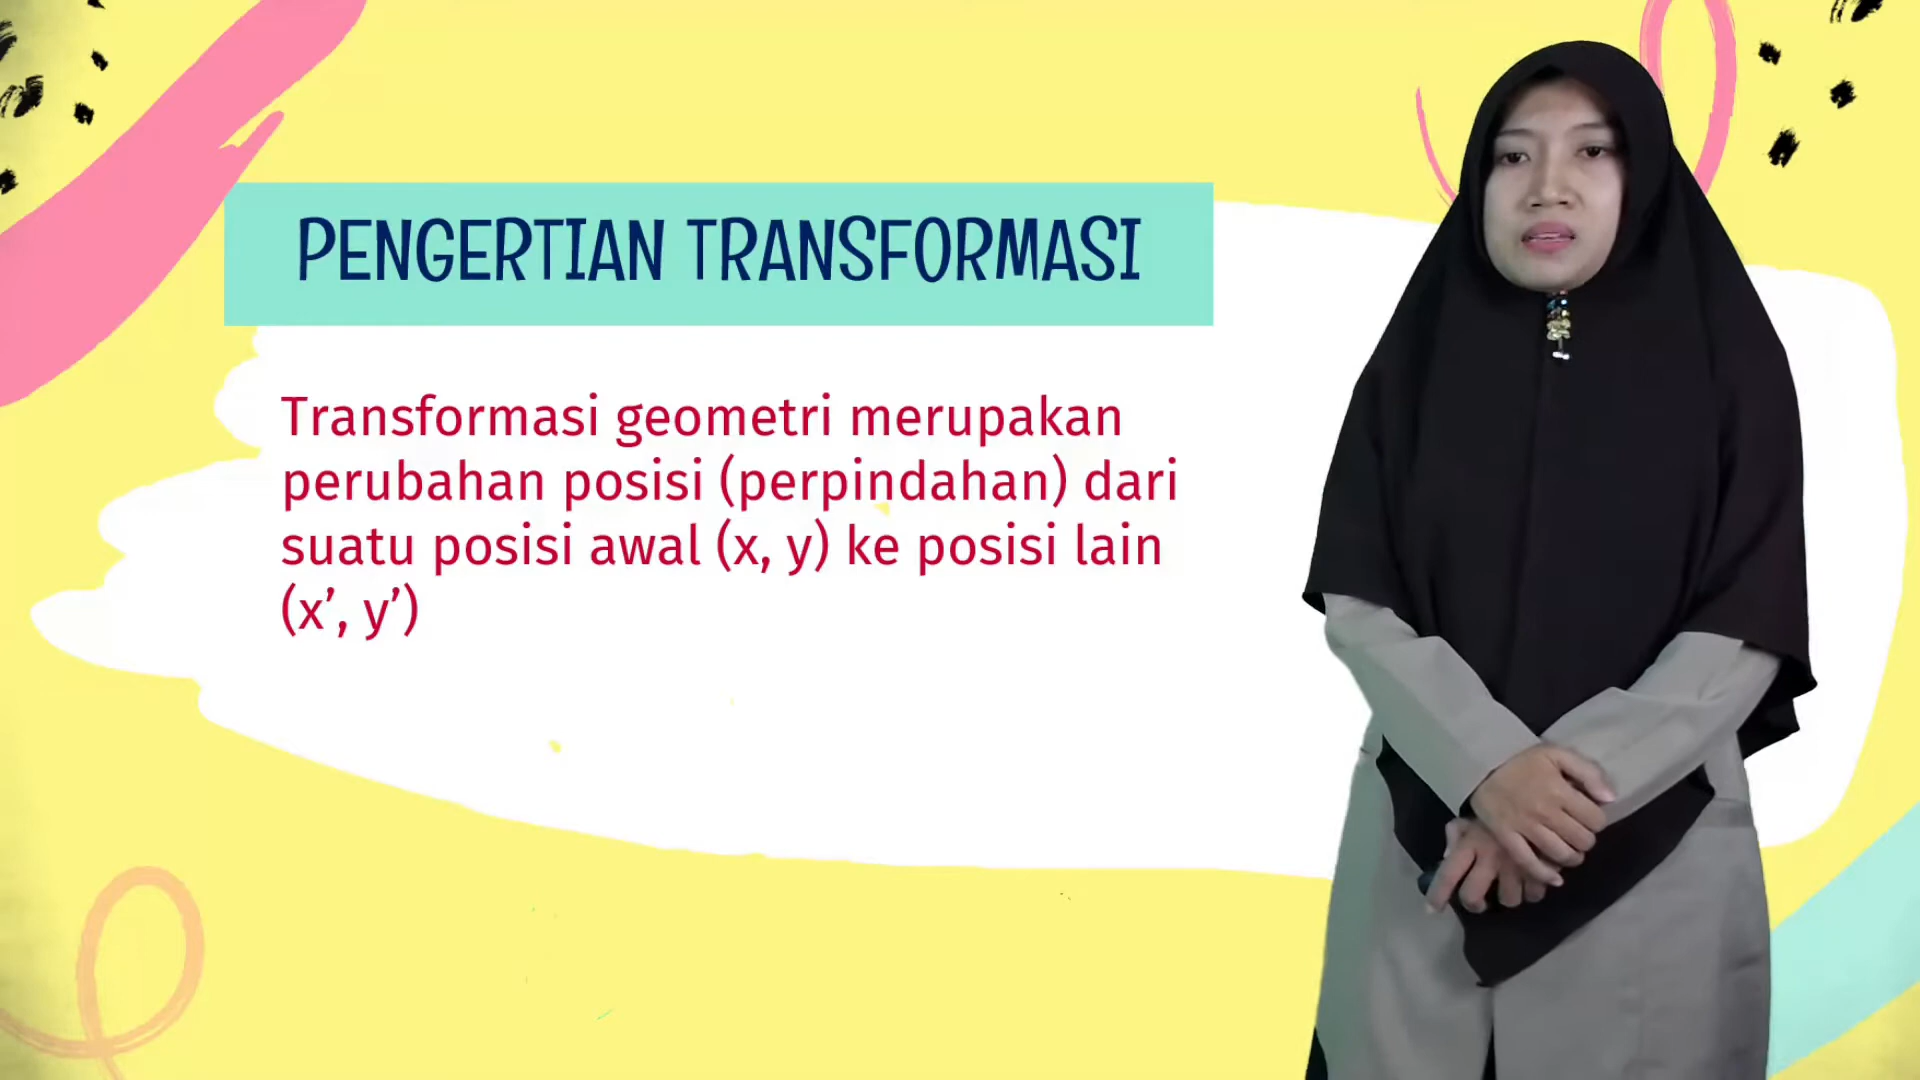 PENGERTIAN TRANSFORMASI
Transformasi geometri merupakan
perubahan posisi (perpindahan) dari
suatu posisi awal (x, y) ke posisi lain
(x’, y’)